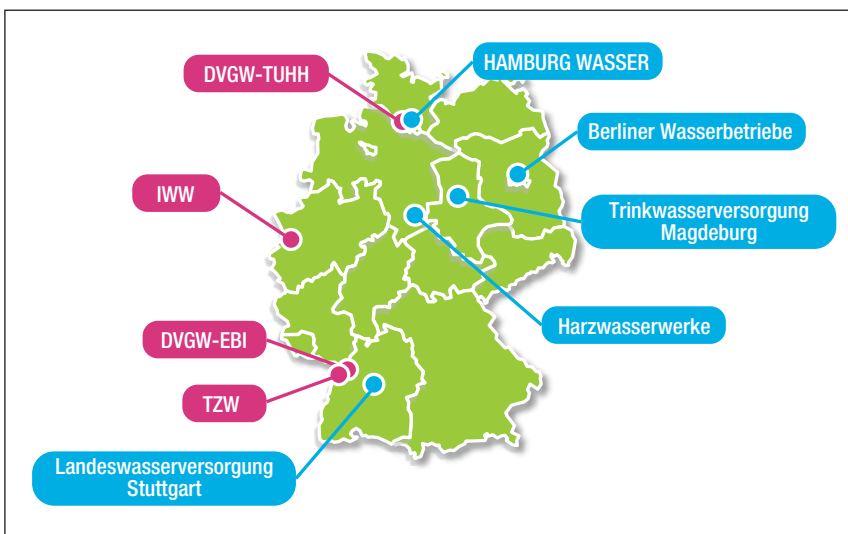 DVGW-TUHH
HAMBURG WASSER
Berliner Wasserbetriebe
IWW
Trinkwasserversorgung
Magdeburg
Harzwasserwerke
DVGW-EBI
TZW
Landeswasserversorgung
Stuttgart